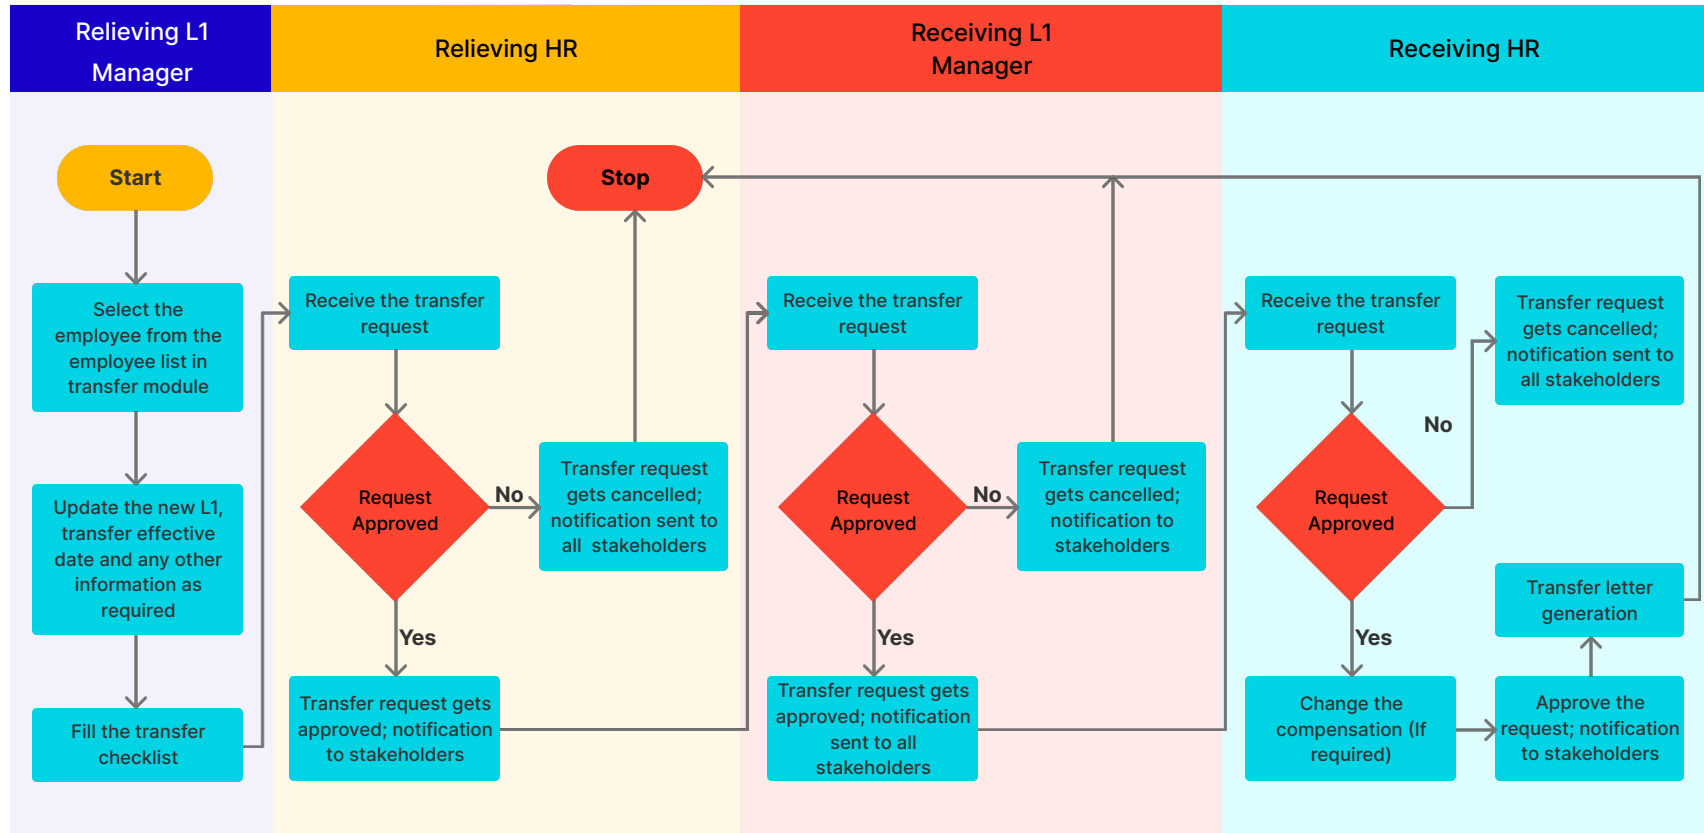 Relieving L1
Manager
Relieving HR
Receiving L1
Manager
Receiving HR
Start
Select the
employee from the
employee list in
transfer module
Update the new L1,
transfer effective
date and any other
information as
required
Fill the transfer
checklist
Stop
Receive the transfer
request
Request
Approved
No
Transfer request
gets cancelled;
notification sent to
all stakeholders
Yes
Transfer request gets
approved; notification
to stakeholders
Receive the transfer
request
Request
Approved
No
Transfer request
gets cancelled;
notification to
stakeholders
Yes
Transfer request gets
approved; notification
sent to all
stakeholders
Receive the transfer
request
Request
Approved
No
Transfer request
gets cancelled;
notification sent to
all stakeholders
Yes
Change the
compensation (If
required)
Approve the
request; notification
to stakeholders
Transfer letter
generation